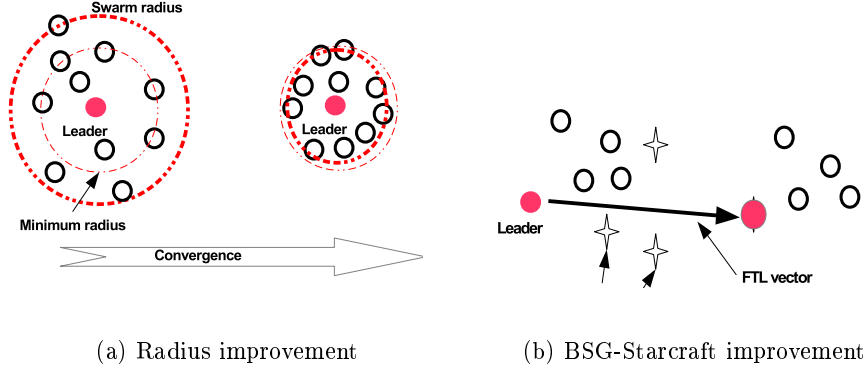 Swarm radius
Leader
Minimum radius
Leader
Convergence
Leader
FTL vector
(a) Radius improvement
(b) BSG-Starcraft improvement